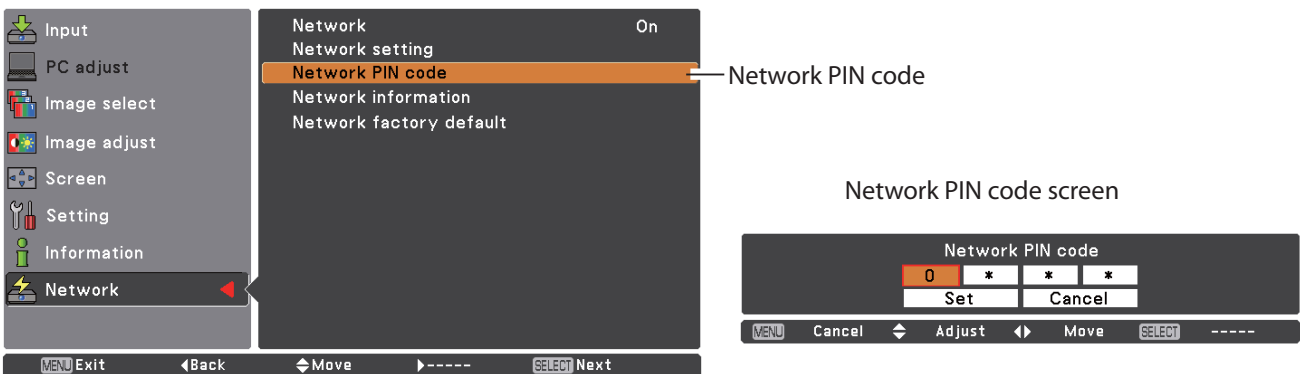 Input
PC adjust
Image select
Image adjust
Screen
Setting
Information
Network
Network On
Network setting
Network PIN code
Network information
Network factory default
MENU Exit ◀Back Move ▶----- SELECT Next
Network PIN code
Network PIN code screen
Network PIN code
0 * * *
Set Cancel
MENU Cancel Adjust Move SELECT -----